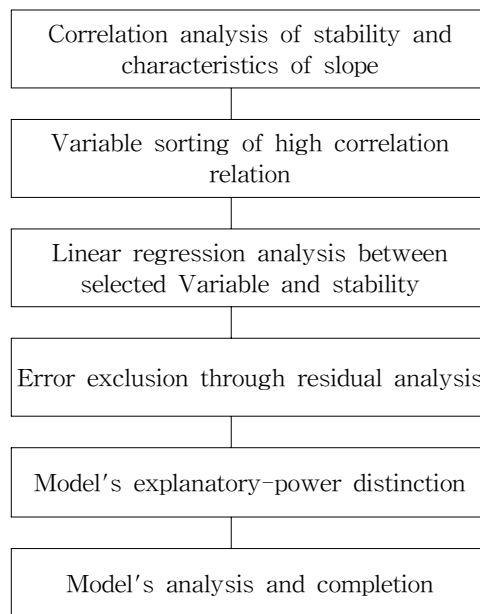 Correlation analysis of stability and
characteristics of slope
Variable sorting of high correlation
relation
Linear regression analysis between
selected Variable and stability
Error exclusion through residual analysis
Model's explanatory-power distinction
Model's analysis and completion